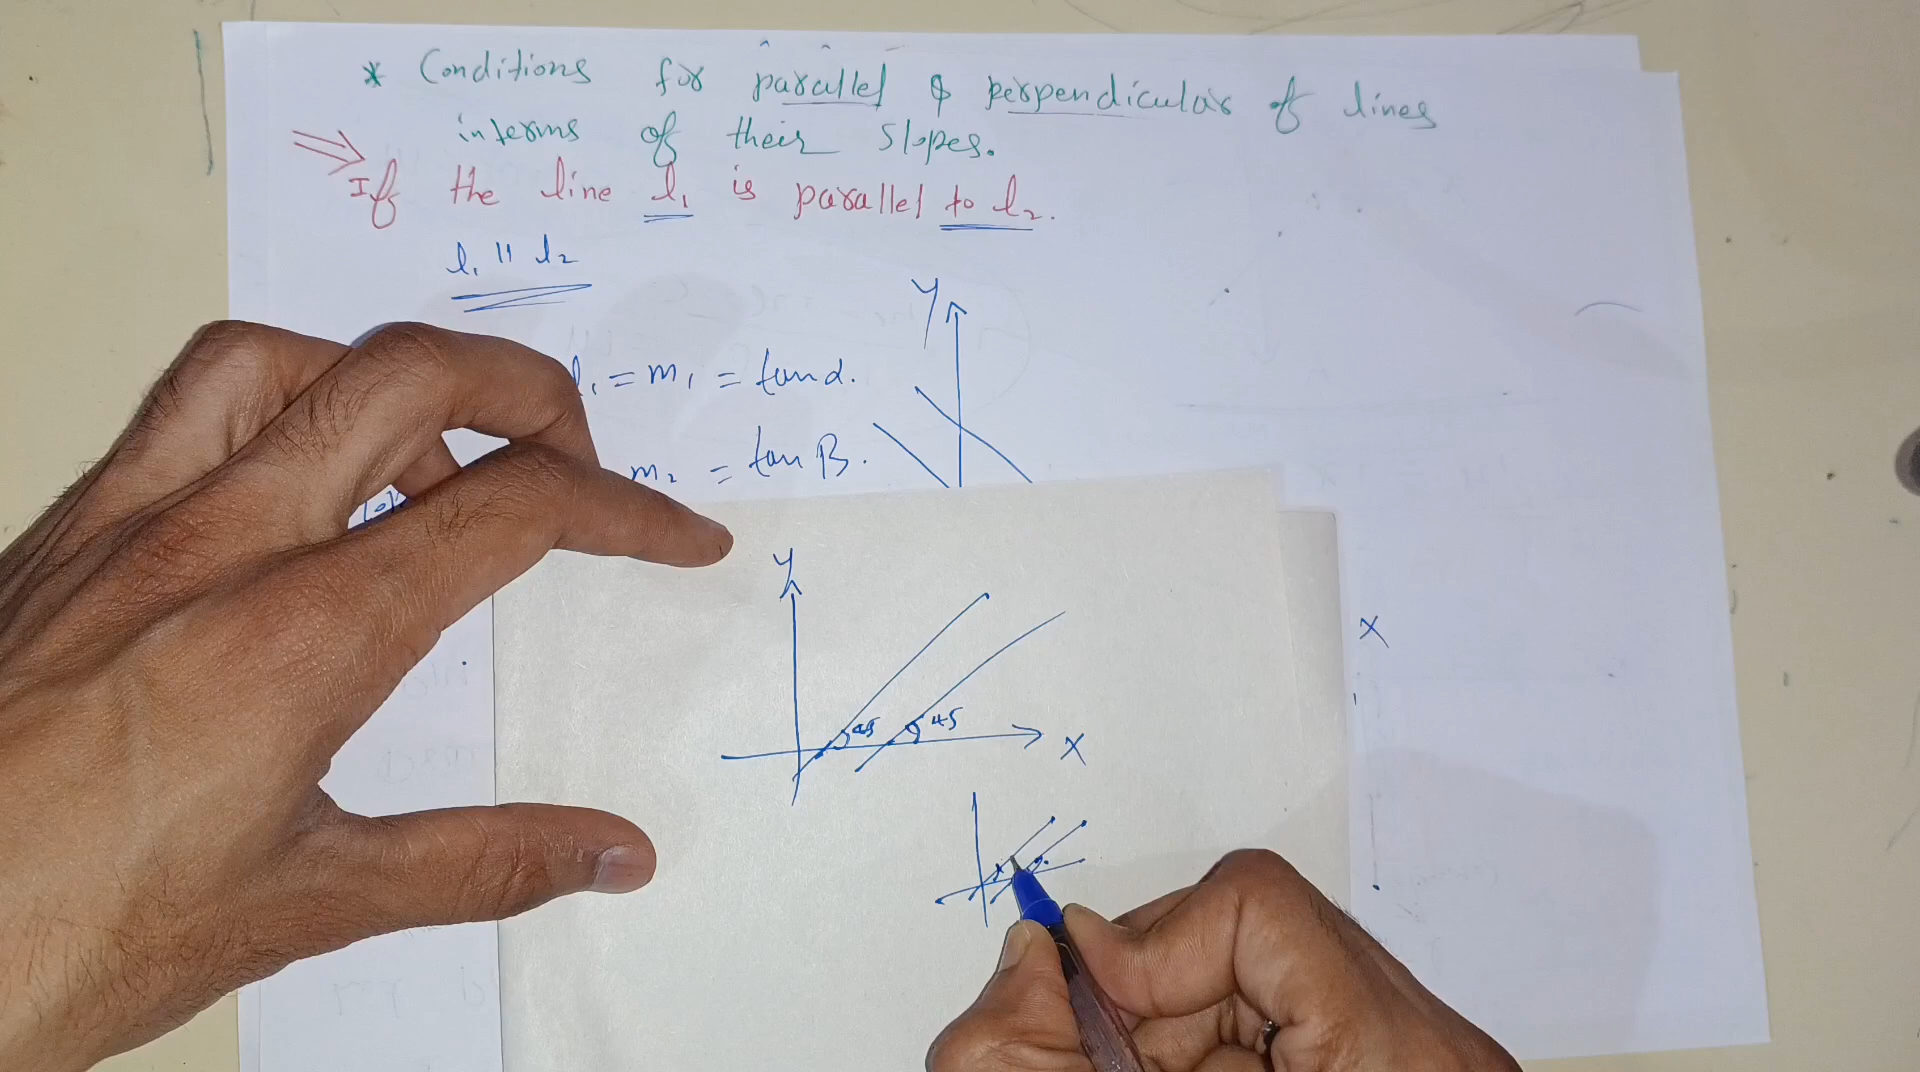 * Conditions for parallel & perpendicular of lines
interms of their slopes.
If the line l₁ is parallel to l₂.
l₁ || l₂
l₁ = m₁ = tan α.
m₂ = tan β.
Y
Y
45 45
X
X